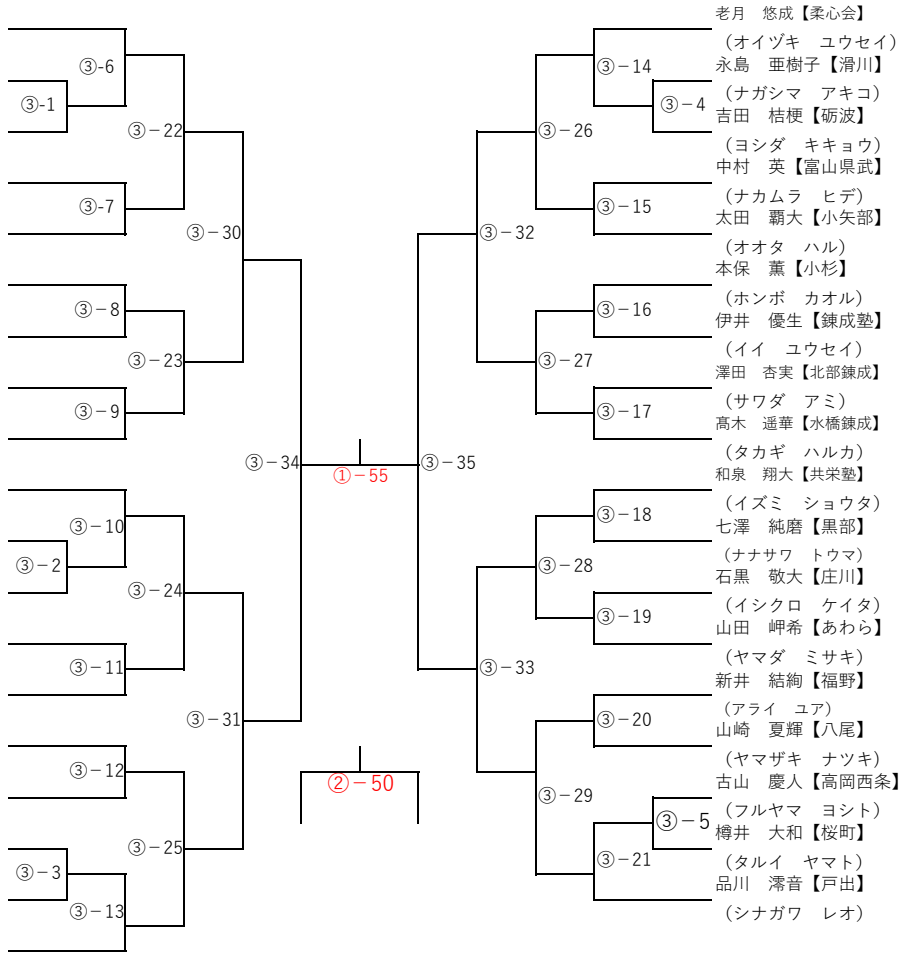 ③-6
③-1
③－22
③-7
③－30
③－8
③－23
③－9
③－34
③－10
③－2
③－24
③－11
③－31
③－12
③－25
③－3
③－13
①－55
②－50
③－14
③－4
③－26
③－15
③－32
③－16
③－27
③－17
③－35
③－18
③－28
③－19
③－33
③－20
③－29
③－5
③－21
老月　悠成【柔心会】
（オイヅキ　ユウセイ）
永島　亜樹子【滑川】
（ナガシマ　アキコ）
吉田　桔梗【砺波】
（ヨシダ　キキョウ）
中村　英【富山県武】
（ナカムラ　ヒデ）
太田　覇大【小矢部】
（オオタ　ハル）
本保　薫【小杉】
（ホンボ　カオル）
伊井　優生【錬成塾】
（イイ　ユウセイ）
澤田　杏実【北部錬成】
（サワダ　アミ）
髙木　遥華【水橋錬成】
（タカギ　ハルカ）
和泉　翔大【共栄塾】
（イズミ　ショウタ）
七澤　純磨【黒部】
（ナナサワ　トウマ）
石黒　敬大【庄川】
（イシクロ　ケイタ）
山田　岬希【あわら】
（ヤマダ　ミサキ）
新井　結絢【福野】
（アライ　ユア）
山崎　夏輝【八尾】
（ヤマザキ　ナツキ）
古山　慶人【高岡西条】
（フルヤマ　ヨシト）
樽井　大和【桜町】
（タルイ　ヤマト）
品川　澪音【戸出】
（シナガワ　レオ）